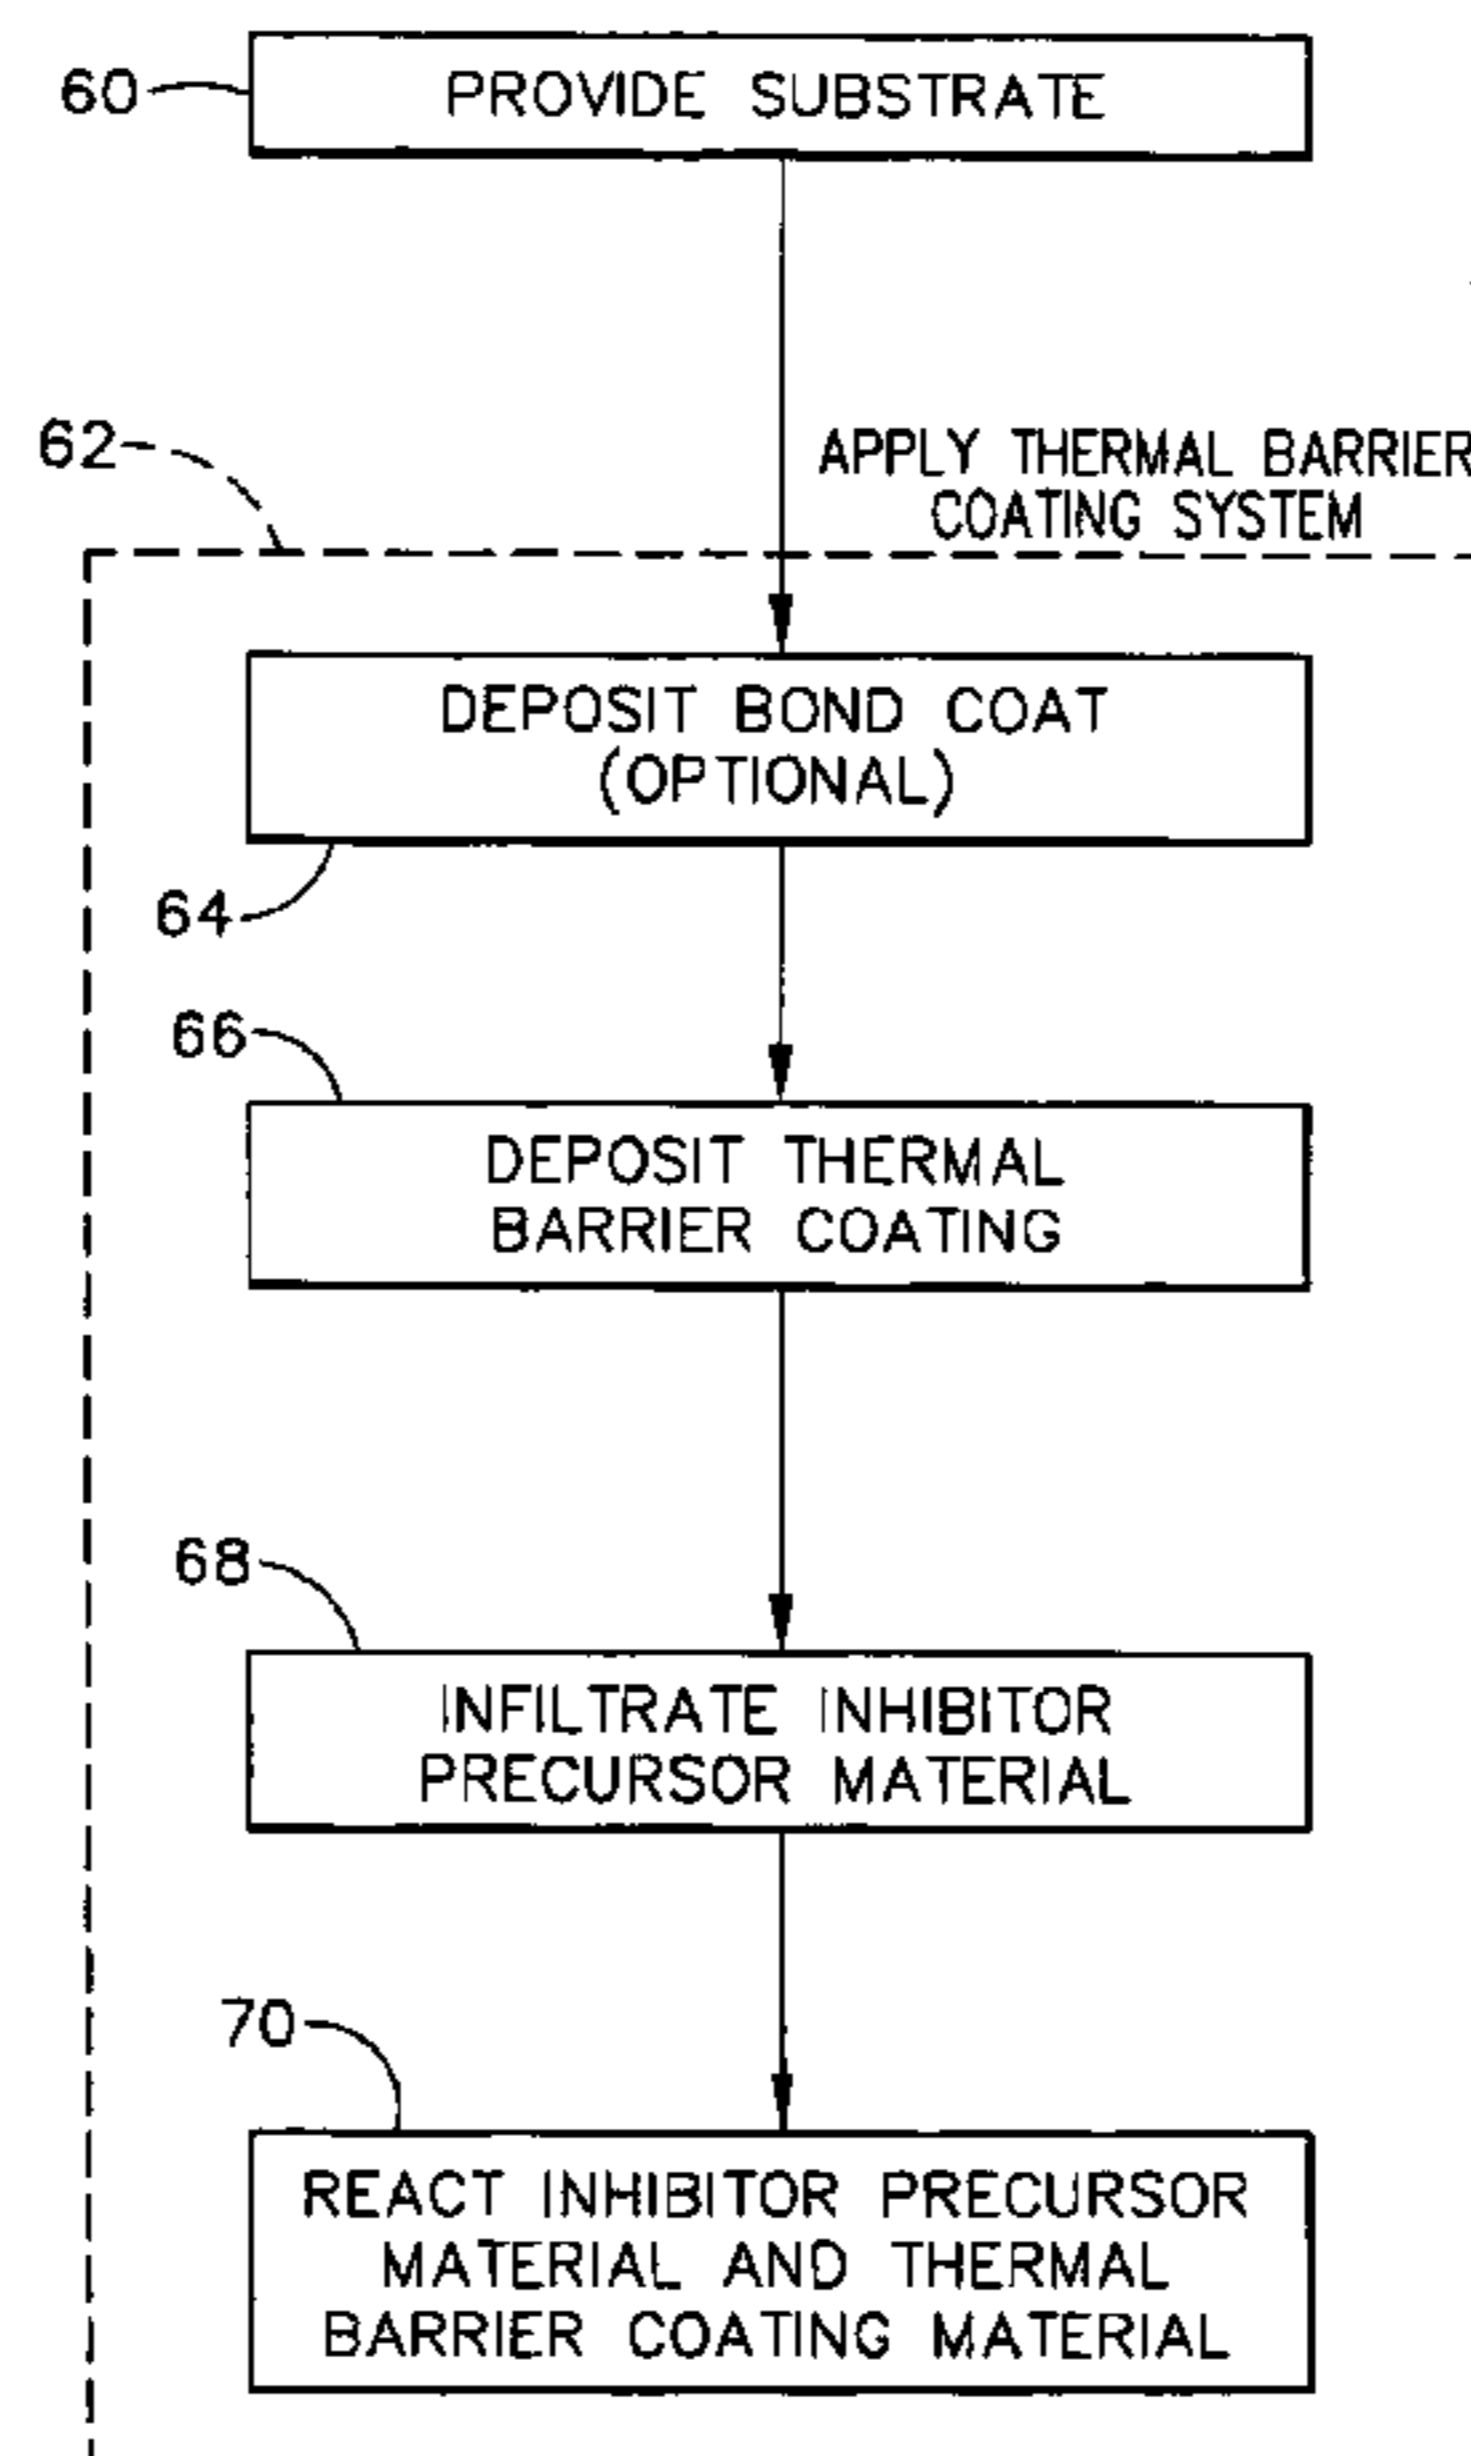 60
PROVIDE SUBSTRATE
62
APPLY THERMAL BARRIER
COATING SYSTEM
DEPOSIT BOND COAT
(OPTIONAL)
64
66
DEPOSIT THERMAL
BARRIER COATING
68
INFILTRATE INHIBITOR
PRECURSOR MATERIAL
70
REACT INHIBITOR PRECURSOR
MATERIAL AND THERMAL
BARRIER COATING MATERIAL